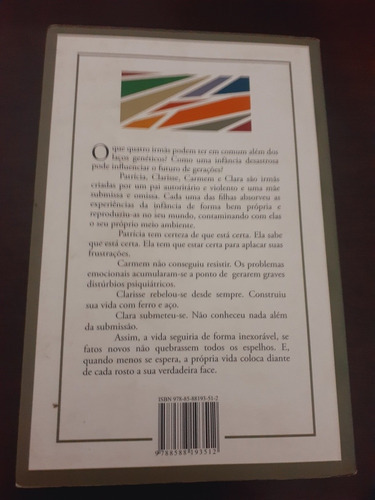 O que quatro irmãs podem ter em comum além dos
laços genéticos? Como uma infância desastrosa
pode influenciar o futuro de gerações?
Patrícia, Clarisse, Carmem e Clara são irmãs
criadas por um pai autoritário e violento e uma mãe
submissa e omissa. Cada uma das filhas absorveu as
experiências da infância de forma bem própria e
reproduziu-as no seu mundo, contaminando com elas
o seu próprio meio ambiente.
Patrícia tem certeza de que está certa. Ela sabe
que está certa. Ela tem que estar certa para aplacar suas
frustrações.
Carmem não conseguiu resistir. Os problemas
emocionais acumularam-se a ponto de gerarem graves
distúrbios psiquiátricos.
Clarisse rebelou-se desde sempre. Construiu
sua vida com ferro e aço.
Clara submeteu-se. Não conheceu nada além
da submissão.
Assim, a vida seguiria de forma inexorável, se
fatos novos não quebrassem todos os espelhos. E,
quando menos se espera, a própria vida coloca diante
de cada rosto a sua verdadeira face.
ISBN 978-85-88193-51-2
9788588193512